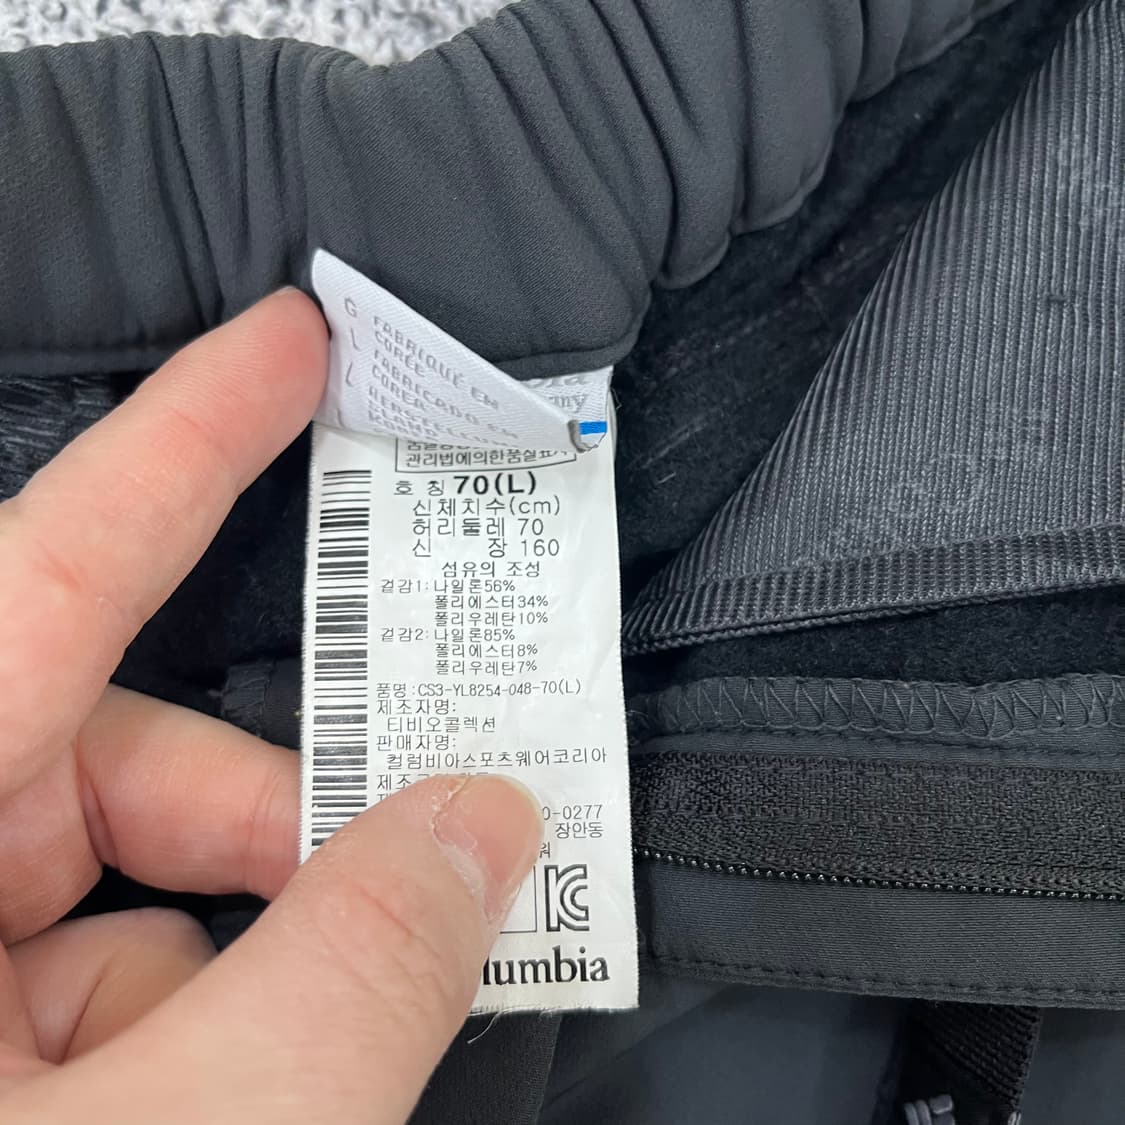 G FABRIQUÉ EN
CORÉE
FABRICADO EN
COREA
관리법에의한품질표시
호 칭 70(L)
신체치수(cm)
허리둘레 70
신 장 160
섬유의 조성
겉감1: 나일론56%
폴리에스터34%
폴리우레탄10%
겉감2: 나일론85%
폴리에스터8%
폴리우레탄7%
품명 :CS3-YL8254-048-70(L)
제조자명:
티비오콜렉션
판매자명:
컬럼비아스포츠웨어코리아
제조
0-0277
장안동
KC
lumbia